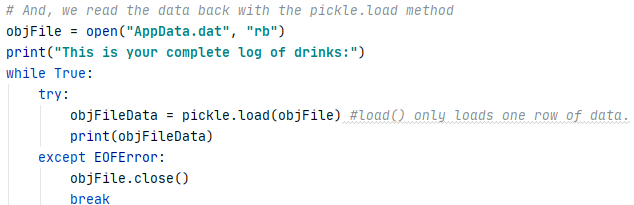 # And, we read the data back with the pickle.load method
objFile = open("AppData.dat", "rb")
print("This is your complete log of drinks:")
while True:
    try:
        objFileData = pickle.load(objFile) #load() only loads one row of data.
        print(objFileData)
    except EOFError:
        objFile.close()
        break